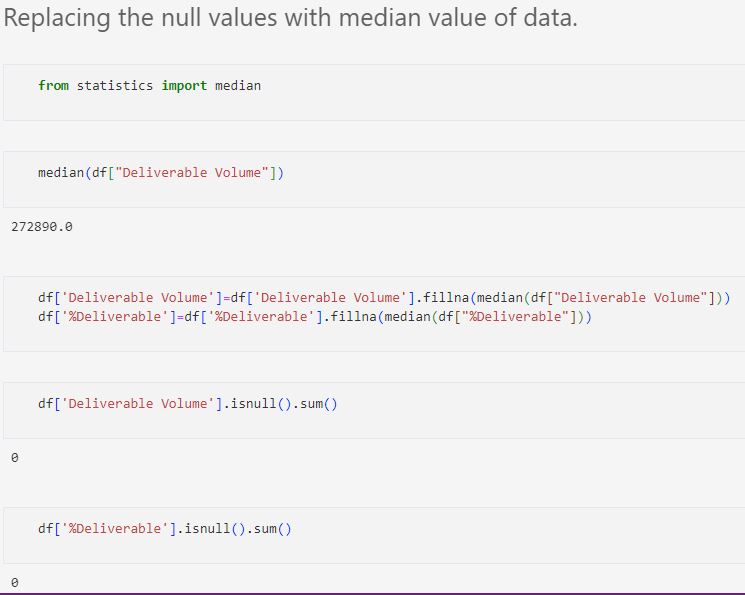 Replacing the null values with median value of data.
from statistics import median
median(df["Deliverable Volume"])
272890.0
df['Deliverable Volume']=df['Deliverable Volume'].fillna(median(df["Deliverable Volume"]))
df['%Deliverable']=df['%Deliverable'].fillna(median(df["%Deliverable"]))
df['Deliverable Volume'].isnull().sum()
0
df['%Deliverable'].isnull().sum()
0